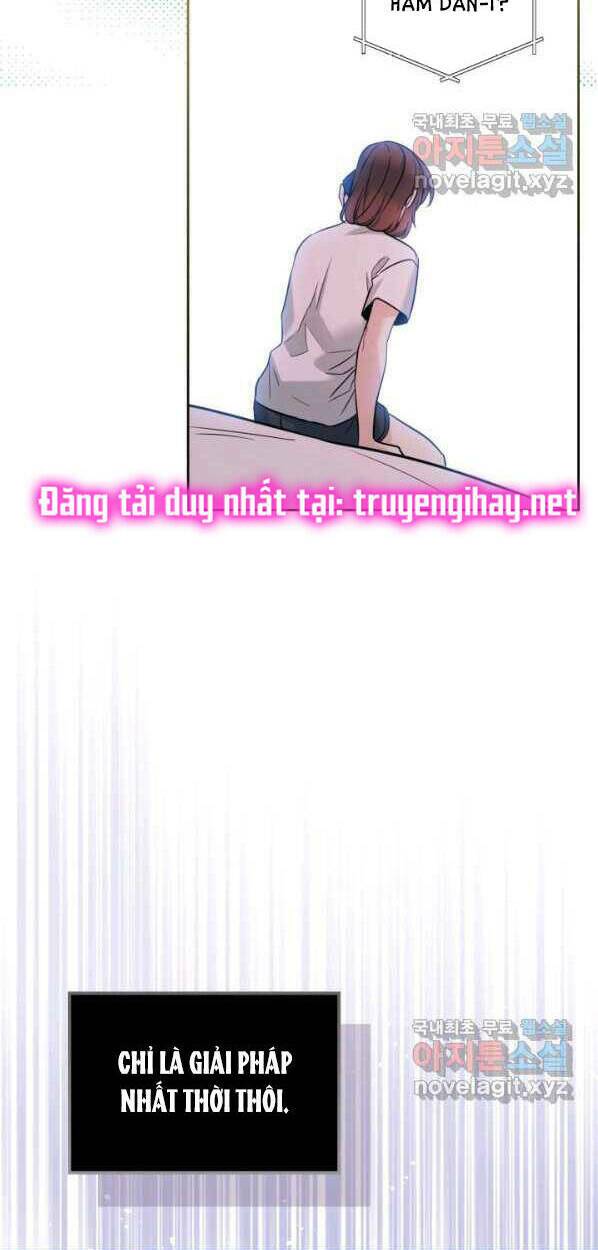 HAM DAN-I?
국내최초 무료 웹소설
아지툰소설
novelagit.xyz
Đăng tải duy nhất tại: truyengihay.net
CHỈ LÀ GIẢI PHÁP
NHẤT THỜI THÔI.
국내최초 무료 웹소설
아지툰소설
novelagit.xyz